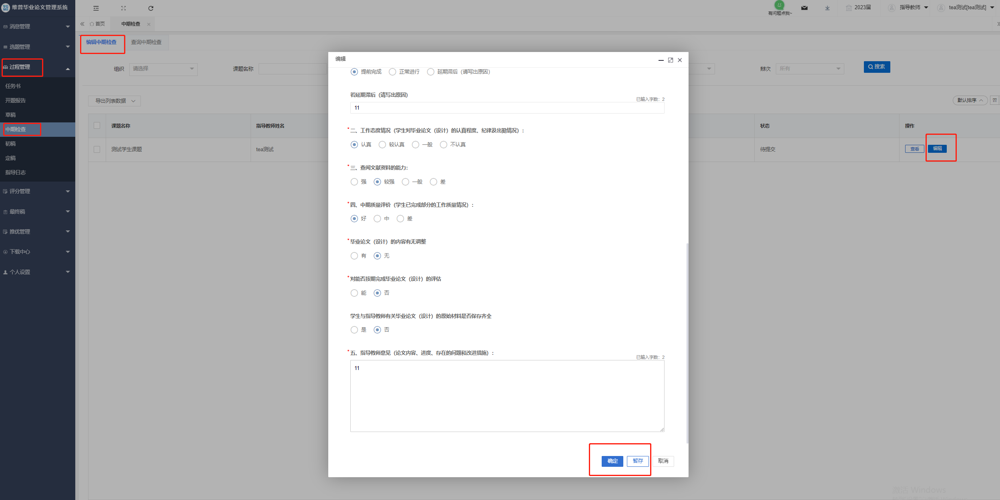 维普毕业论文管理系统
有问题点我~
2023届
指导教师
tea测试[tea测试]
消息管理
选题管理
过程管理
任务书
开题报告
草稿
中期检查
初稿
定稿
指导日志
评分管理
最终稿
推优管理
下载中心
个人设置
首页
中期检查
编辑中期检查
查询中期检查
组织
请选择
课题名称
辩次
所有
搜索
导出列表数据
默认排序
课题名称
指导教师姓名
状态
操作
测试学生课题
tea测试
待提交
查看
编辑
编辑
提前完成
正常进行
延期滞后（请写出原因）
若延期滞后（请写出原因）
已输入字数：2
11
*二、工作态度情况（学生对毕业论文（设计）的认真程度、纪律及出勤情况）：
认真
较认真
一般
不认真
*三、查阅文献资料的能力：
强
较强
一般
差
*四、中期质量评价（学生已完成部分的工作质量情况）：
好
中
差
*毕业论文（设计）的内容有无调整
有
无
*对能否按期完成毕业论文（设计）的评估
能
否
学生与指导教师有关毕业论文（设计）的原始材料是否保存齐全
是
否
*五、指导教师意见（论文内容、进度、存在的问题和改进措施）：
已输入字数：2
11
确定
暂存
取消
激活 Windows